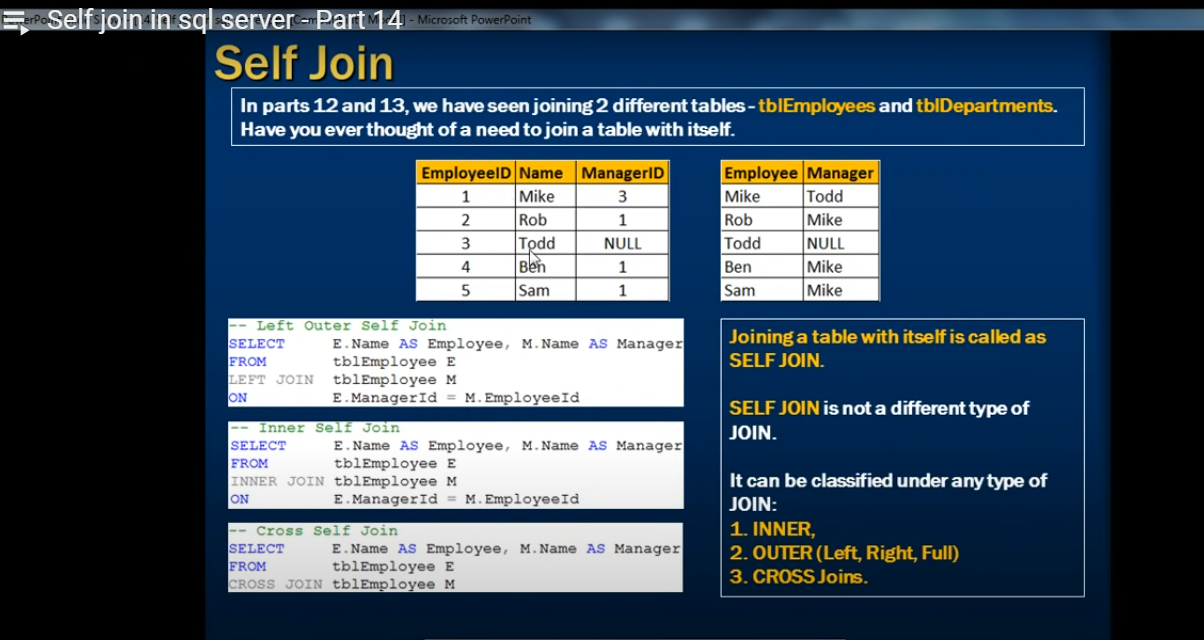 Self join in sql server - Part 14
- Microsoft PowerPoint
Self Join
In parts 12 and 13, we have seen joining 2 different tables - tblEmployees and tblDepartments.
Have you ever thought of a need to join a table with itself.
EmployeeID Name ManagerID
1 Mike 3
2 Rob 1
3 Todd NULL
4 Ben 1
5 Sam 1
Employee Manager
Mike Todd
Rob Mike
Todd NULL
Ben Mike
Sam Mike
-- Left Outer Self Join
SELECT E.Name AS Employee, M.Name AS Manager
FROM tblEmployee E
LEFT JOIN tblEmployee M
ON E.ManagerId = M.EmployeeId
-- Inner Self Join
SELECT E.Name AS Employee, M.Name AS Manager
FROM tblEmployee E
INNER JOIN tblEmployee M
ON E.ManagerId = M.EmployeeId
-- Cross Self Join
SELECT E.Name AS Employee, M.Name AS Manager
FROM tblEmployee E
CROSS JOIN tblEmployee M
Joining a table with itself is called as
SELF JOIN.
SELF JOIN is not a different type of
JOIN.
It can be classified under any type of
JOIN:
1. INNER,
2. OUTER (Left, Right, Full)
3. CROSS Joins.